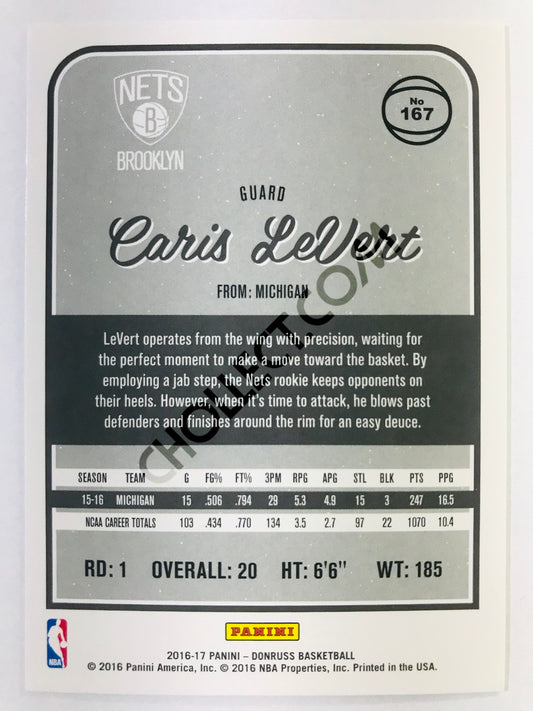 NETS
B
BROOKLYN
No
167
GUARD
Caris LeVert
FROM: MICHIGAN
LeVert operates from the wing with precision, waiting for
the perfect moment to make a move toward the basket. By
employing a jab step, the Nets rookie keeps opponents on
their heels. However, when it's time to attack, he blows past
defenders and finishes around the rim for an easy deuce.
CHOLLECT.COM
SEASON TEAM G FG% FT% 3PM RPG APG STL BLK PTS PPG
15-16 MICHIGAN 15 .506 .794 29 5.3 4.9 15 3 247 16.5
NCAA CAREER TOTALS 103 .434 .770 134 3.5 2.7 97 22 1070 10.4
RD: 1 OVERALL: 20 HT: 6'6" WT: 185
PANINI
NBA
2016-17 PANINI – DONRUSS BASKETBALL
© 2016 Panini America, Inc. © 2016 NBA Properties, Inc. Printed in the USA.